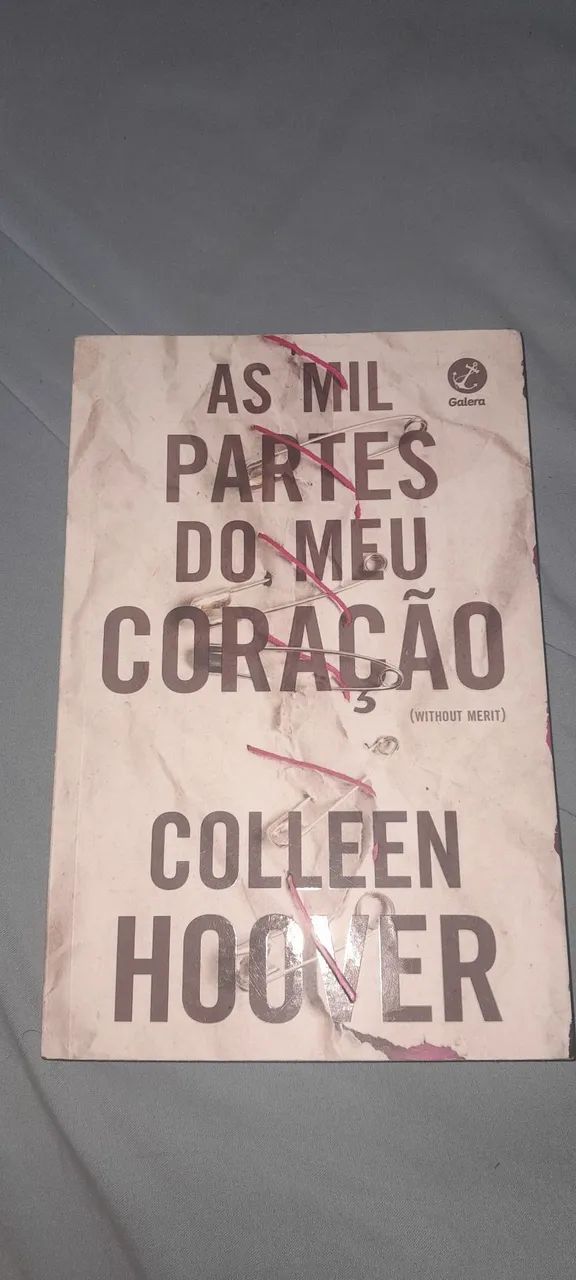 AS MIL
Galera
PARTES
DO MEU
CORAÇÃO
(WITHOUT MERIT)
COLLEEN
HOOVER